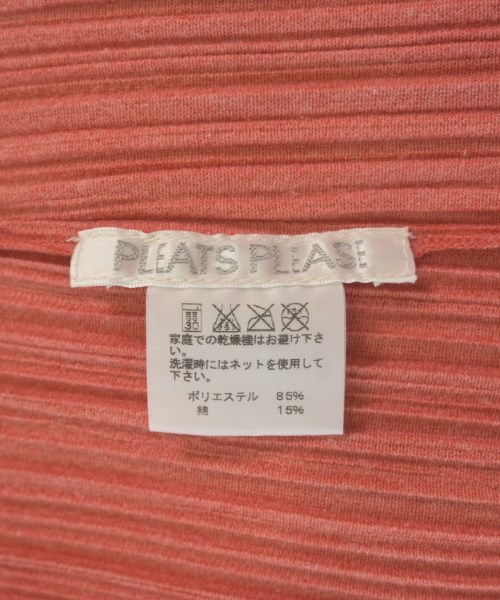 PLEATS PLEASE
30
家庭での乾燥機はお避け下さ
い。
洗濯時にはネットを使用して
下さい。
ポリエステル 85%
綿 15%